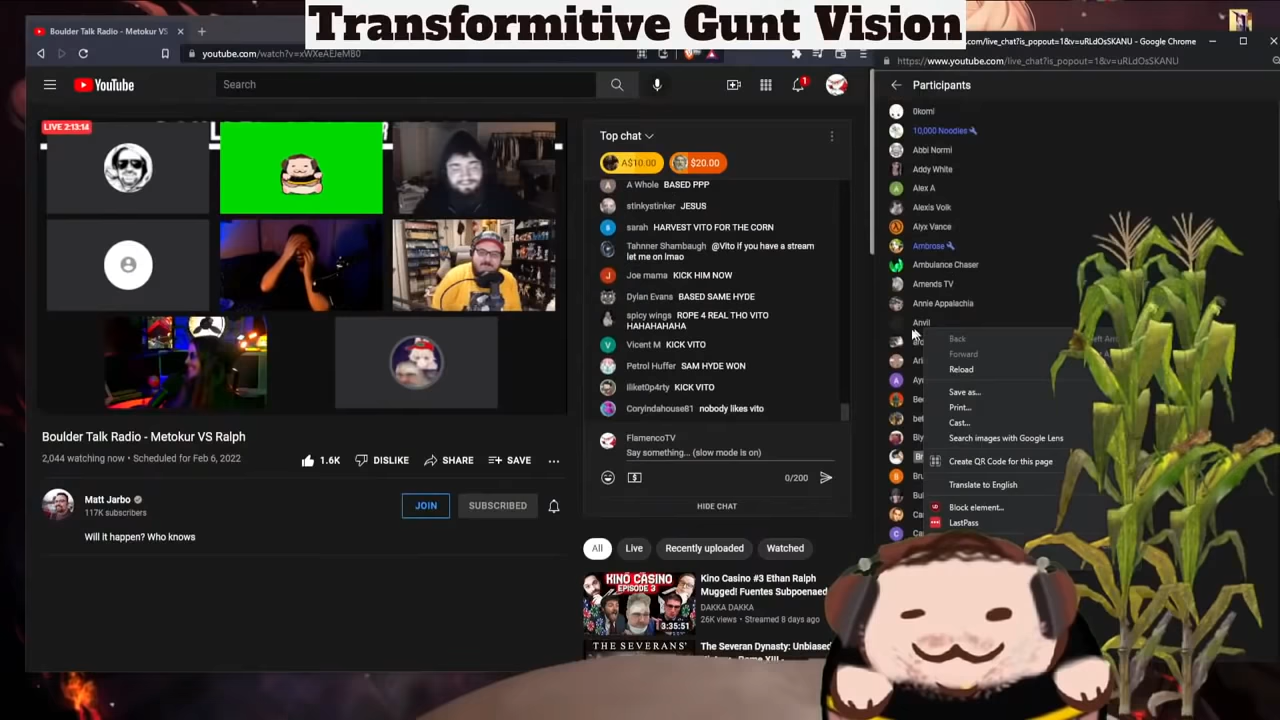 Transformitive Gunt Vision
Boulder Talk Radio - Metokur VS
youtube.com/watch?v=xWXeAEJeM80
.com/live_chat?is_popout=1&v=uRLdOsSKANU - Google Chrome
https://www.youtube.com/live_chat?is_popout=1&v=uRLdOsSKANU
YouTube
Search
1
LIVE 2:13:14
Boulder Talk Radio - Metokur VS Ralph
2,044 watching now • Scheduled for Feb 6, 2022
1.6K
DISLIKE
SHARE
SAVE
Matt Jarbo
117K subscribers
JOIN
SUBSCRIBED
Will it happen? Who knows
Top chat
A$10.00
$20.00
A Whole BASED PPP
stinkystinker JESUS
sarah HARVEST VITO FOR THE CORN
Tahnner Shambaugh @Vito if you have a stream
let me on lmao
Joe mama KICK HIM NOW
Dylan Evans BASED SAME HYDE
spicy wings ROPE 4 REAL THO VITO
HAHAHAHAHA
Vicent M KICK VITO
Petrol Huffer SAM HYDE WON
iliket0p4rty KICK VITO
Coryindahouse81 nobody likes vito
FlamencoTV
Say something... (slow mode is on)
0/200
HIDE CHAT
All
Live
Recently uploaded
Watched
KINO CASINO
EPISODE 3
3:35:51
Kino Casino #3 Ethan Ralph
Mugged! Fuentes Subpoenaed
DAKKA DAKKA
26K views • Streamed 8 days ago
THE SEVERANS'
The Severan Dynasty: Unbiased
Participants
0komi
10,000 Noodles
Abbi Normi
Addy White
Alex A
Alexis Volk
Alyx Vance
Ambrose
Ambulance Chaser
Amends TV
Annie Appalachia
Anvil
Back
Forward
Reload
Save as...
Print...
Cast...
Search images with Google Lens
Create QR Code for this page
Translate to English
Block element...
LastPass